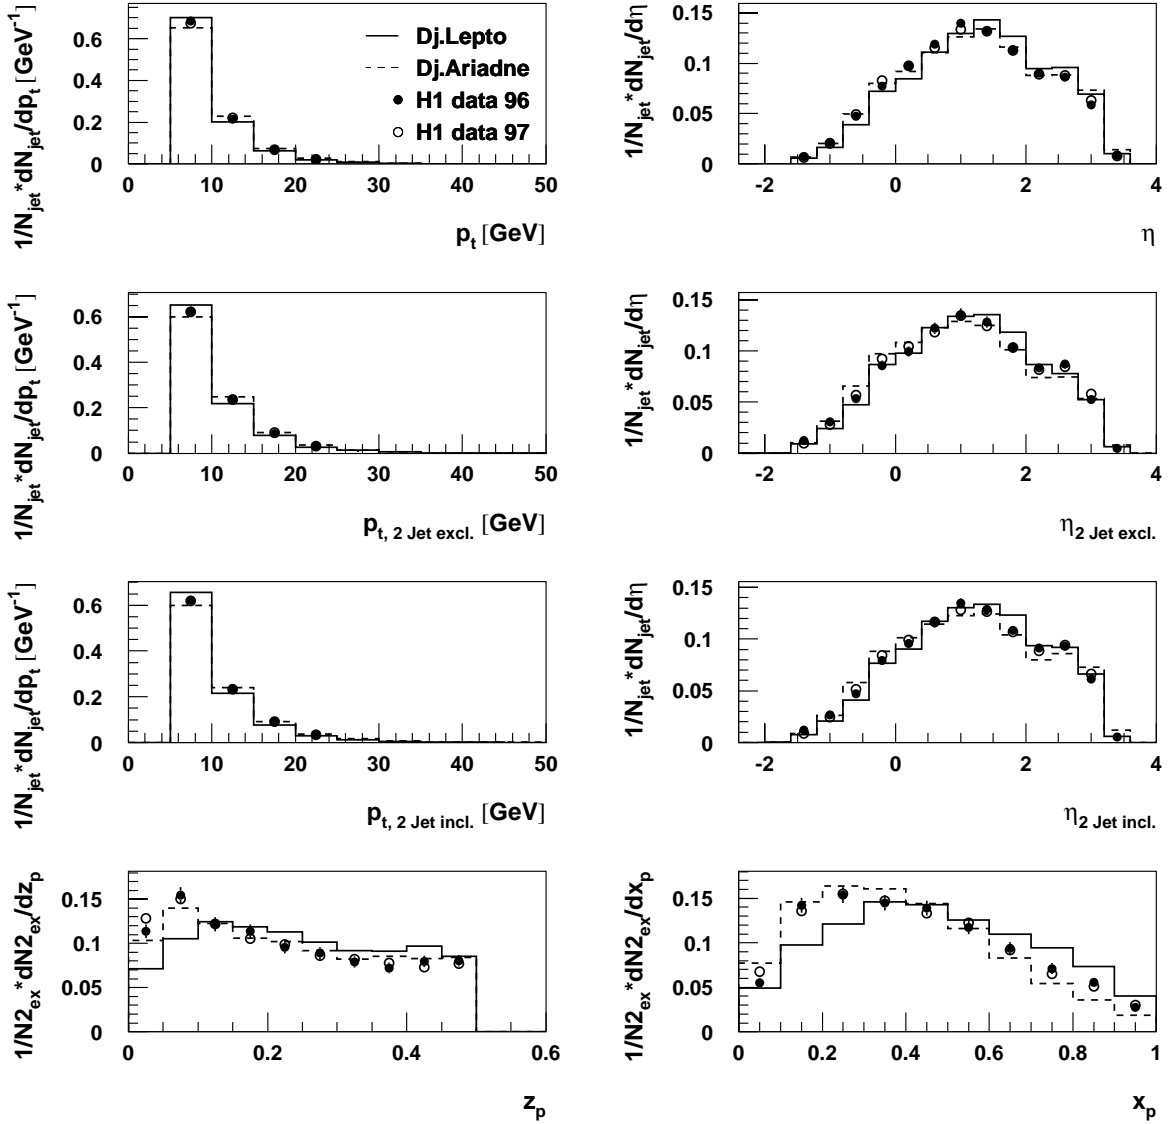 1/N_jet*dN_jet/dp_t [GeV^-1]
0.6
0.4
0.2
0
Dj.Lepto
Dj.Ariadne
H1 data 96
H1 data 97
0 10 20 30 40 50
p_t [GeV]
1/N_jet*dN_jet/dη
0.15
0.1
0.05
0
-2 0 2 4
η
1/N_jet*dN_jet/dp_t [GeV^-1]
0.6
0.4
0.2
0
0 10 20 30 40 50
p_t, 2 Jet excl. [GeV]
1/N_jet*dN_jet/dη
0.15
0.1
0.05
0
-2 0 2 4
η_2 Jet excl.
1/N_jet*dN_jet/dp_t [GeV^-1]
0.6
0.4
0.2
0
0 10 20 30 40 50
p_t, 2 Jet incl. [GeV]
1/N_jet*dN_jet/dη
0.15
0.1
0.05
0
-2 0 2 4
η_2 Jet incl.
1/N2_ex*dN2_ex/dz_p
0.15
0.1
0.05
0
0 0.2 0.4 0.6
z_p
1/N2_ex*dN2_ex/dx_p
0.15
0.1
0.05
0
0 0.2 0.4 0.6 0.8 1
x_p